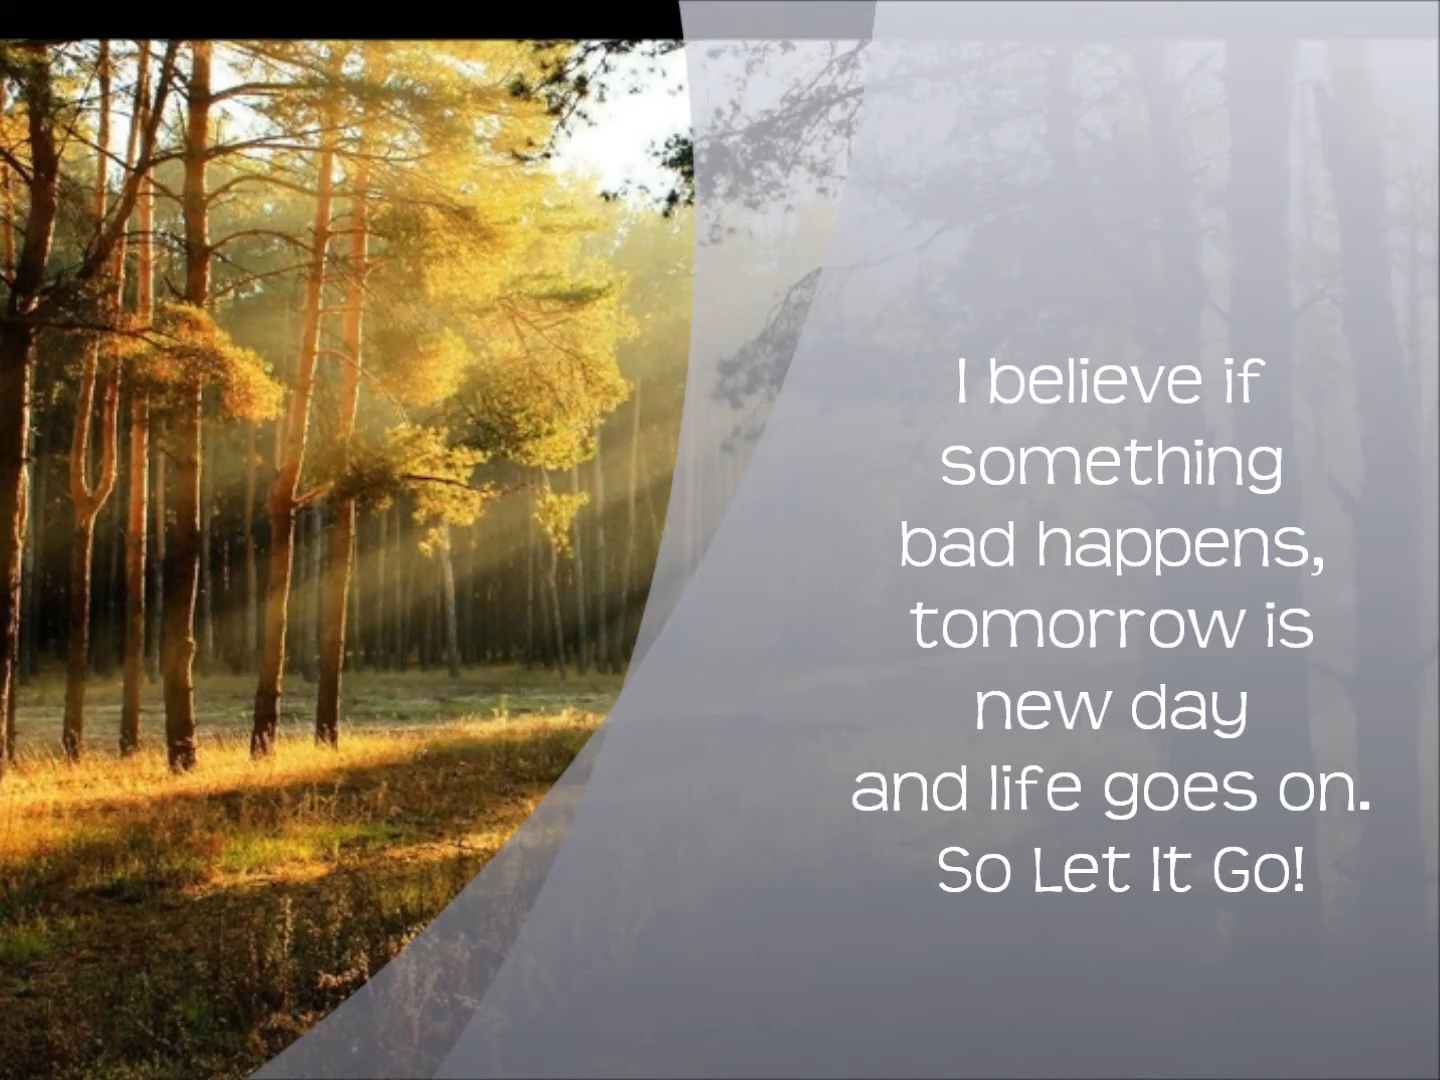 I believe if
something
bad happens,
tomorrow is
new day
and life goes on.
So Let It Go!